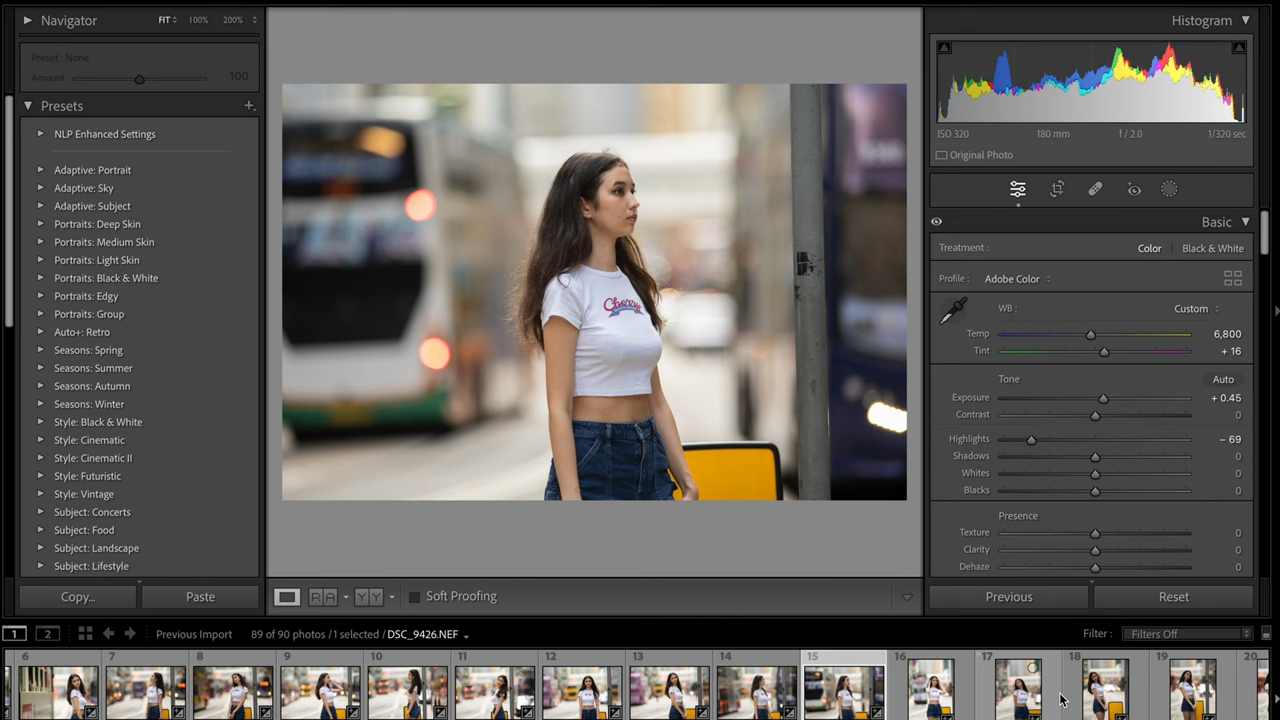 Navigator FIT 100% 200%
Preset : None
Amount 100
Presets
NLP Enhanced Settings
Adaptive: Portrait
Adaptive: Sky
Adaptive: Subject
Portraits: Deep Skin
Portraits: Medium Skin
Portraits: Light Skin
Portraits: Black & White
Portraits: Edgy
Portraits: Group
Auto+: Retro
Seasons: Spring
Seasons: Summer
Seasons: Autumn
Seasons: Winter
Style: Black & White
Style: Cinematic
Style: Cinematic II
Style: Futuristic
Style: Vintage
Subject: Concerts
Subject: Food
Subject: Landscape
Subject: Lifestyle
Copy... Paste
Cherry
Soft Proofing
Histogram
ISO 320 180 mm f / 2.0 1/320 sec
Original Photo
Basic
Treatment : Color Black & White
Profile : Adobe Color
WB : Custom
Temp 6,800
Tint + 16
Tone Auto
Exposure + 0.45
Contrast 0
Highlights − 69
Shadows 0
Whites 0
Blacks 0
Presence
Texture 0
Clarity 0
Dehaze 0
Previous Reset
1 2 Previous Import 89 of 90 photos / 1 selected / DSC_9426.NEF Filter : Filters Off
6 7 8 9 10 11 12 13 14 15 16 17 18 19 20